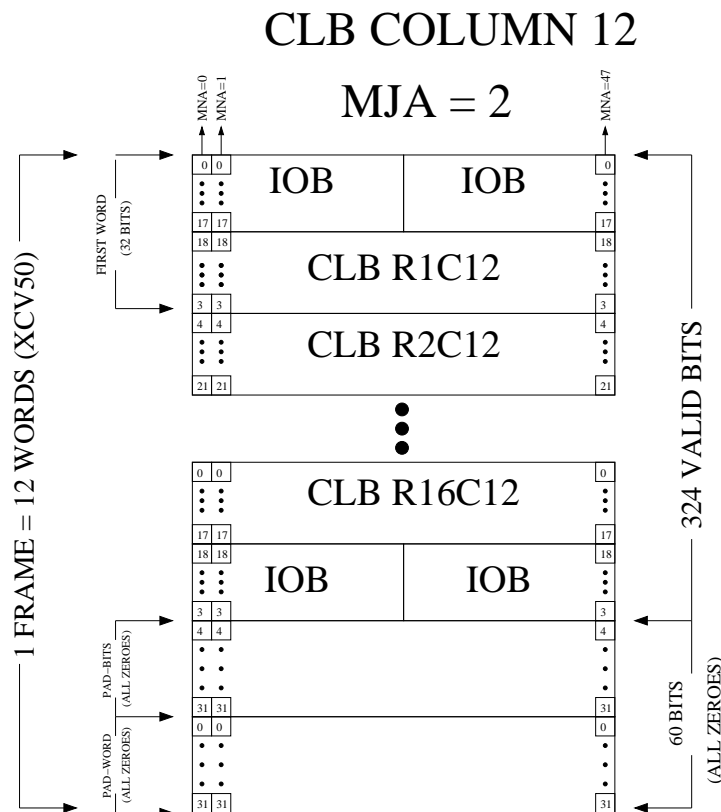 CLB COLUMN 12
MJA = 2
MNA=0
MNA=1
MNA=47
0 0 IOB IOB 0
17 17 17
18 18 CLB R1C12 18
3 3 3
4 4 CLB R2C12 4
21 21 21
0 0 CLB R16C12 0
17 17 17
18 18 IOB IOB 18
3 3 3
4 4 4
31 31 31
0 0 0
31 31 31
1 FRAME = 12 WORDS (XCV50)
FIRST WORD
(32 BITS)
PAD-BITS
(ALL ZEROES)
PAD-WORD
(ALL ZEROES)
324 VALID BITS
60 BITS
(ALL ZEROES)